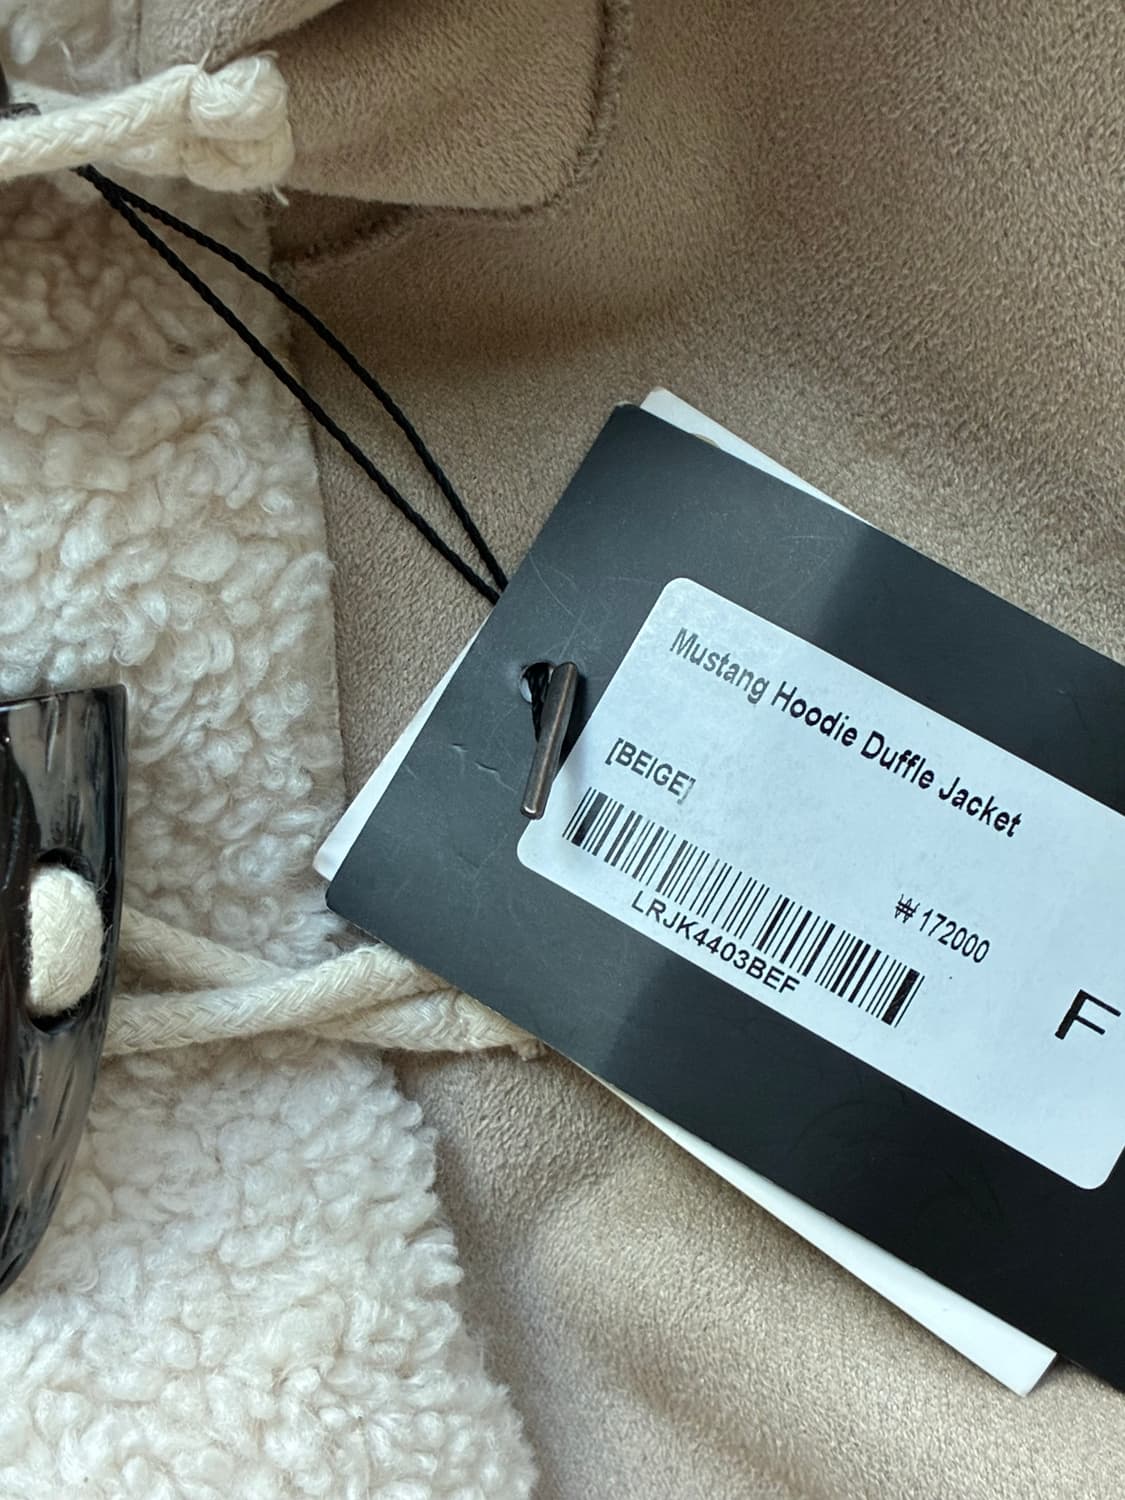 Mustang Hoodie Duffle Jacket
[BEIGE]
₩ 172000
LRJK4403BEF
F